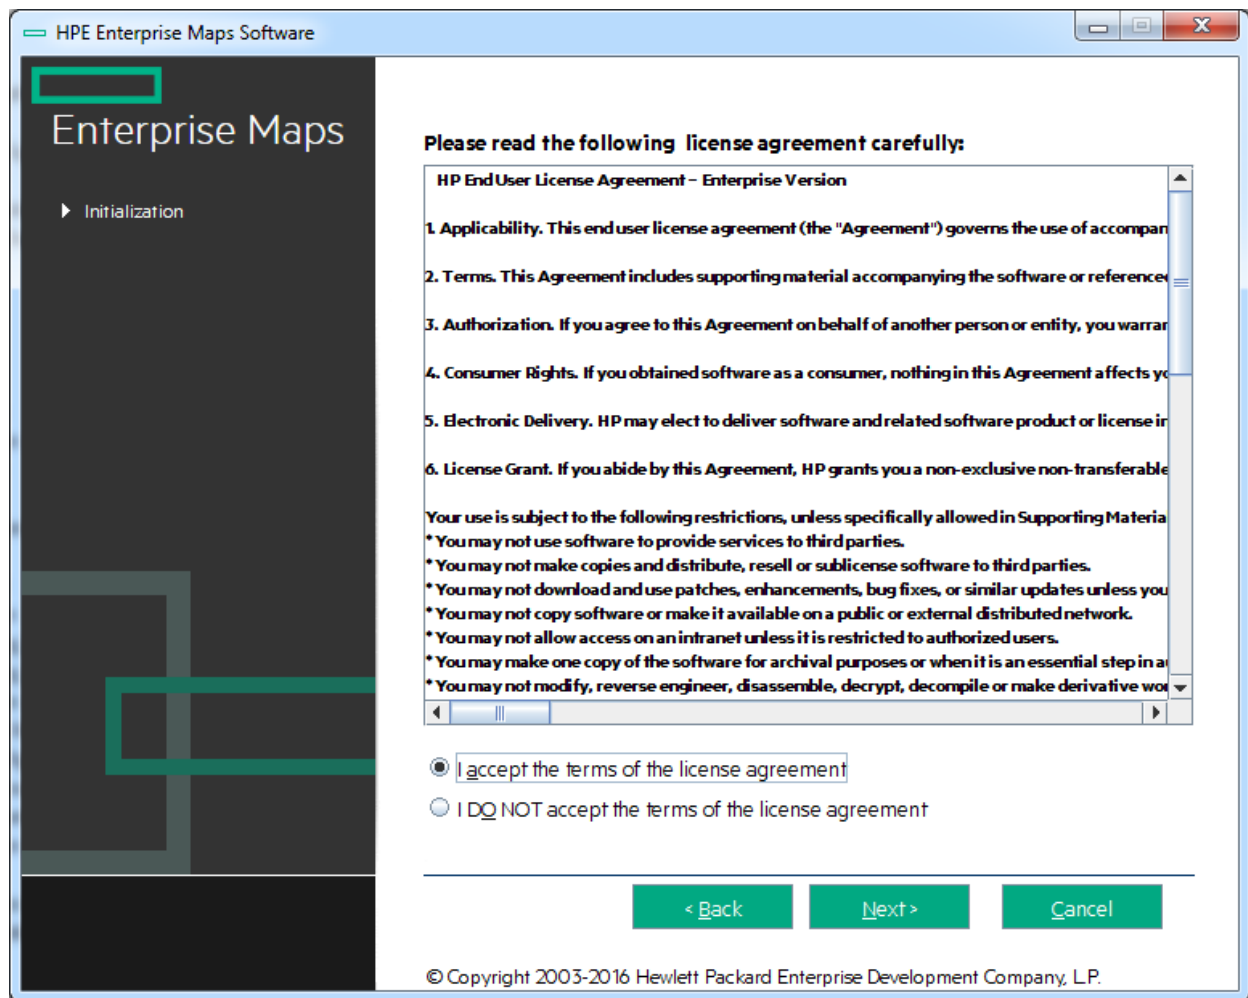 HPE Enterprise Maps Software
Enterprise Maps
Initialization
Please read the following license agreement carefully:
HP End User License Agreement – Enterprise Version
1. Applicability. This end user license agreement (the "Agreement") governs the use of accompan
2. Terms. This Agreement includes supporting material accompanying the software or referenced
3. Authorization. If you agree to this Agreement on behalf of another person or entity, you warran
4. Consumer Rights. If you obtained software as a consumer, nothing in this Agreement affects yo
5. Electronic Delivery. HP may elect to deliver software and related software product or license in
6. License Grant. If you abide by this Agreement, HP grants you a non-exclusive non-transferable
Your use is subject to the following restrictions, unless specifically allowed in Supporting Materia
* You may not use software to provide services to third parties.
* You may not make copies and distribute, resell or sublicense software to third parties.
* You may not download and use patches, enhancements, bug fixes, or similar updates unless you
* You may not copy software or make it available on a public or external distributed network.
* You may not allow access on an intranet unless it is restricted to authorized users.
* You may make one copy of the software for archival purposes or when it is an essential step in a
* You may not modify, reverse engineer, disassemble, decrypt, decompile or make derivative wor
I accept the terms of the license agreement
I DO NOT accept the terms of the license agreement
< Back
Next >
Cancel
© Copyright 2003-2016 Hewlett Packard Enterprise Development Company, L.P.